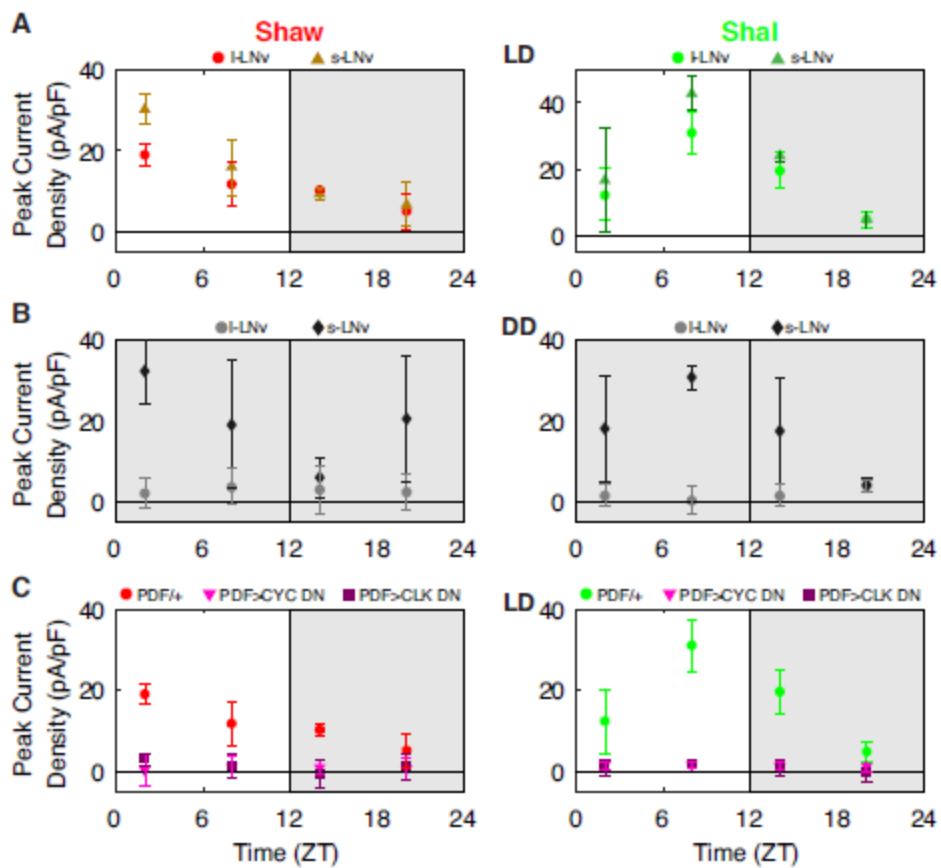 A
Shaw
l-LNv s-LNv
Peak Current
Density (pA/pF)
40
20
0
0 6 12 18 24
LD
Shal
l-LNv s-LNv
40
20
0
0 6 12 18 24
B
l-LNv s-LNv
Peak Current
Density (pA/pF)
40
20
0
0 6 12 18 24
DD
l-LNv s-LNv
40
20
0
0 6 12 18 24
C
PDF/+ PDF>CYC DN PDF>CLK DN
Peak Current
Density (pA/pF)
40
20
0
0 6 12 18 24
Time (ZT)
LD
PDF/+ PDF>CYC DN PDF>CLK DN
40
20
0
0 6 12 18 24
Time (ZT)